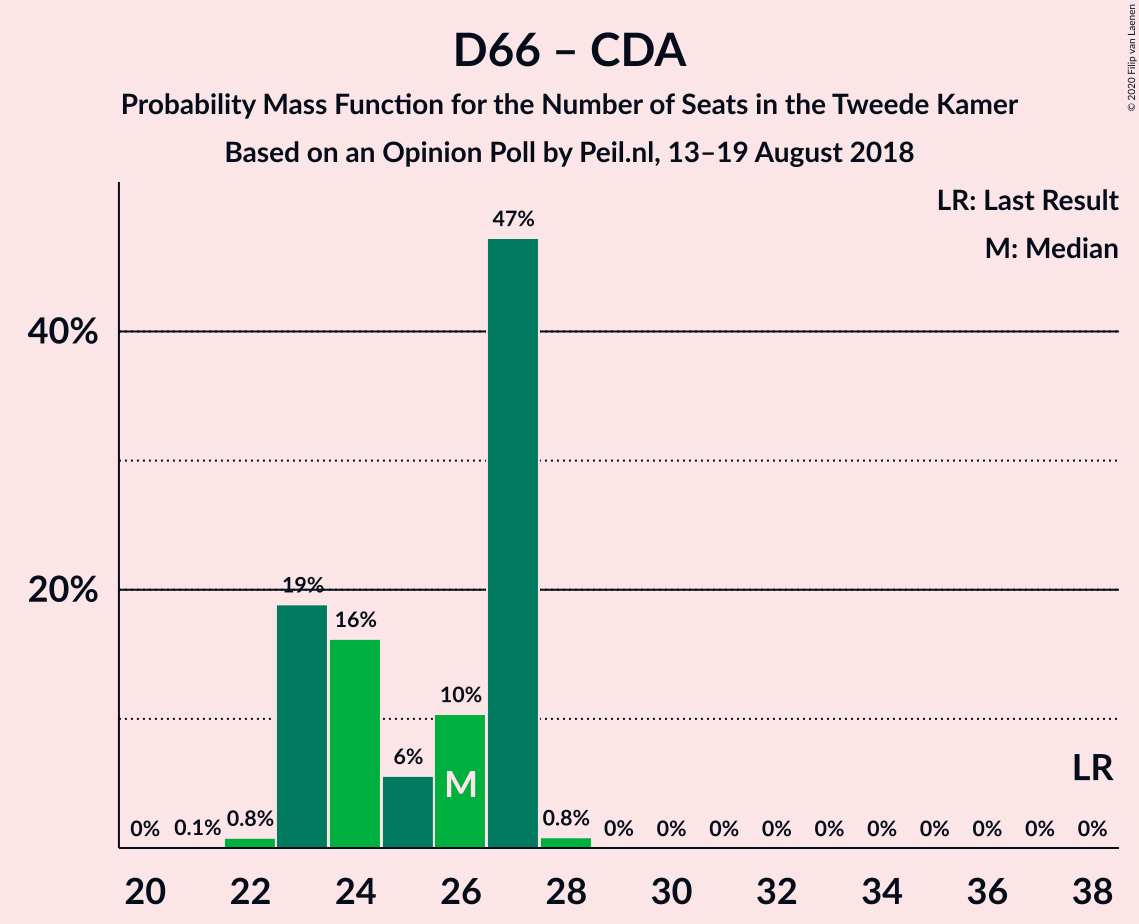 D66 – CDA
Probability Mass Function for the Number of Seats in the Tweede Kamer
Based on an Opinion Poll by Peil.nl, 13–19 August 2018
© 2020 Filip van Laenen
LR: Last Result
M: Median
40%
20%
0%
0.1%
0.8%
19%
16%
6%
10%
47%
0.8%
0%
0%
0%
0%
0%
0%
0%
0%
0%
0%
M
LR
20 22 24 26 28 30 32 34 36 38